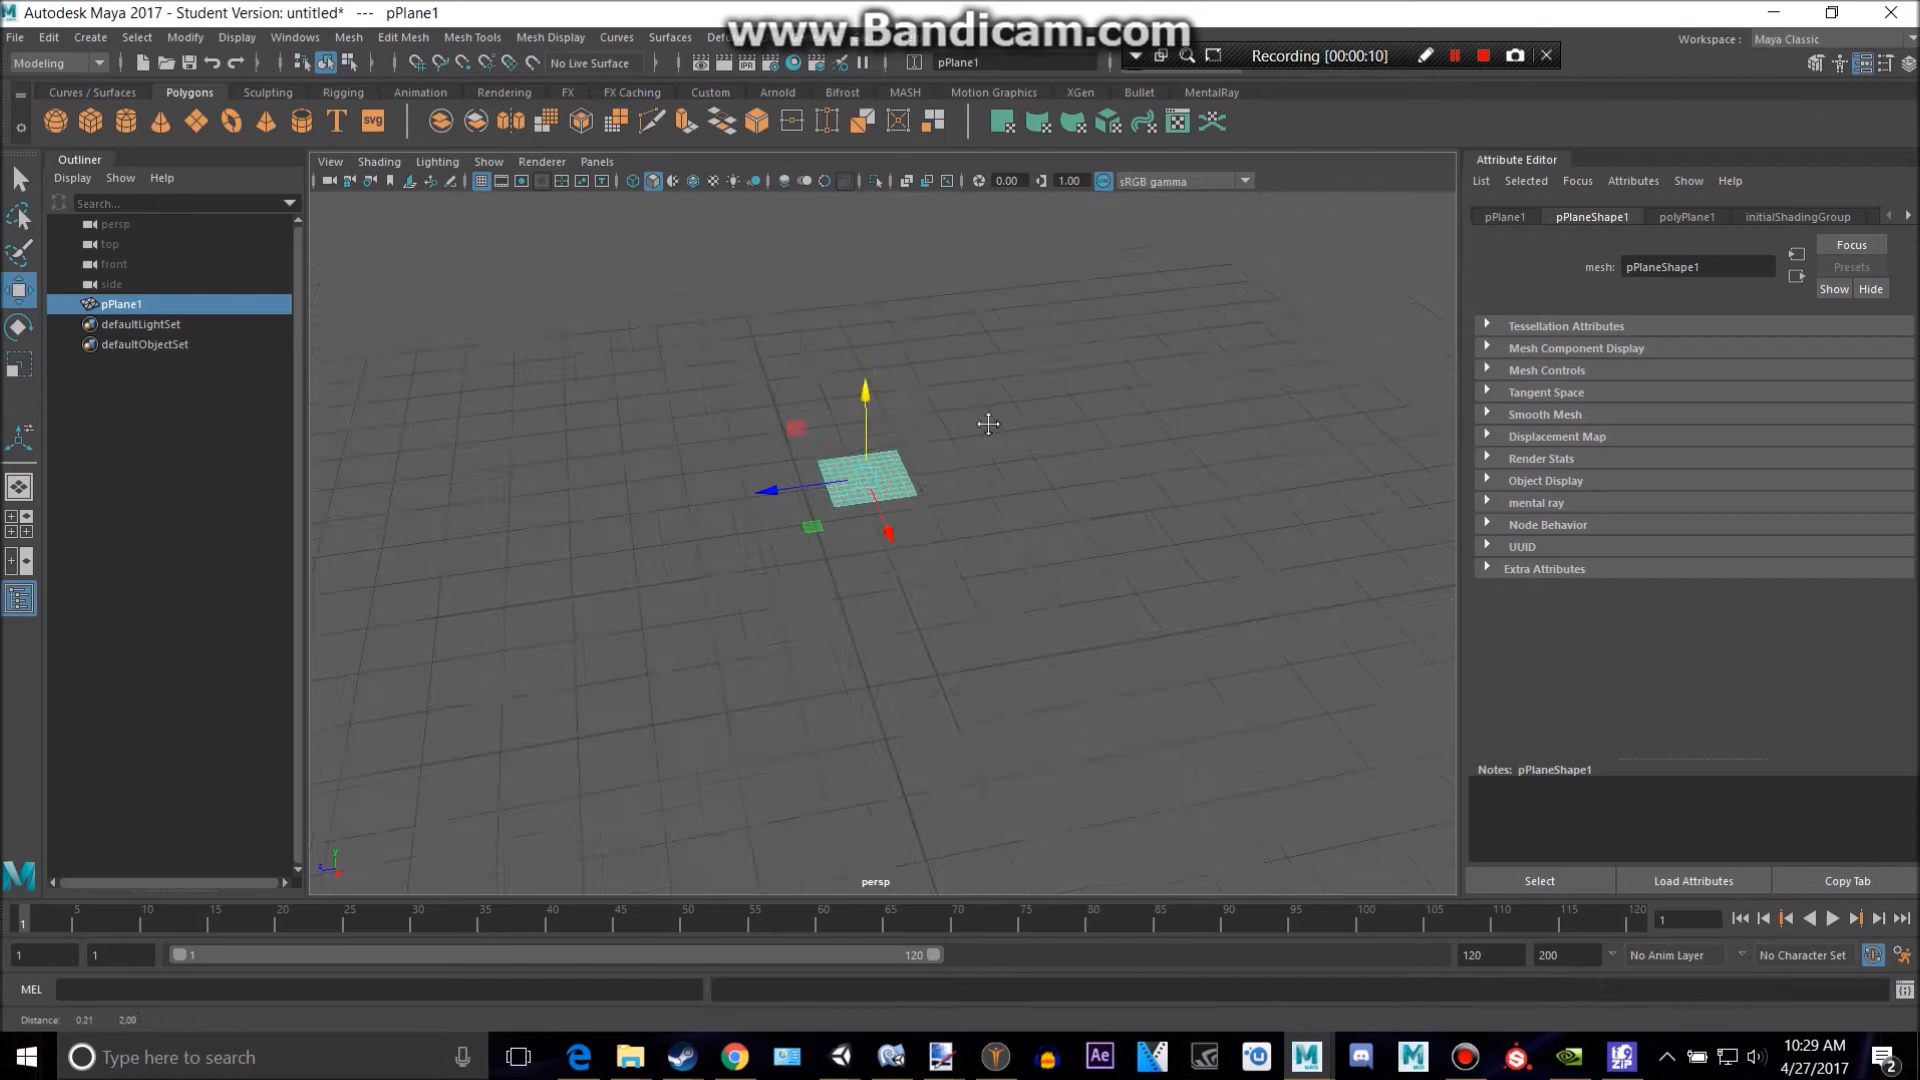 Autodesk Maya 2017 - Student Version: untitled*   ---   pPlane1
www.Bandicam.com
File Edit Create Select Modify Display Windows Mesh Edit Mesh Mesh Tools Mesh Display Curves Surfaces
Workspace : Maya Classic
Recording [00:00:10]
Modeling No Live Surface IPR pPlane1
Curves / Surfaces Polygons Sculpting Rigging Animation Rendering FX FX Caching Custom Arnold Bifrost MASH Motion Graphics XGen Bullet MentalRay
T SVG
Outliner
Display Show Help
Search...
persp
top
front
side
pPlane1
defaultLightSet
defaultObjectSet
View Shading Lighting Show Renderer Panels
0.00 1.00 sRGB gamma
persp
y
z
Attribute Editor
List Selected Focus Attributes Show Help
pPlane1 pPlaneShape1 polyPlane1 initialShadingGroup
Focus
mesh: pPlaneShape1 Presets
Show Hide
Tessellation Attributes
Mesh Component Display
Mesh Controls
Tangent Space
Smooth Mesh
Displacement Map
Render Stats
Object Display
mental ray
Node Behavior
UUID
Extra Attributes
Notes: pPlaneShape1
Select Load Attributes Copy Tab
1 5 10 15 20 25 30 35 40 45 50 55 60 65 70 75 80 85 90 95 100 105 110 115 120 1
1 1 1 120 120 200 No Anim Layer No Character Set
MEL
Distance: 0.21 2.00
Type here to search
Ae
ZIP
10:29 AM
4/27/2017
2